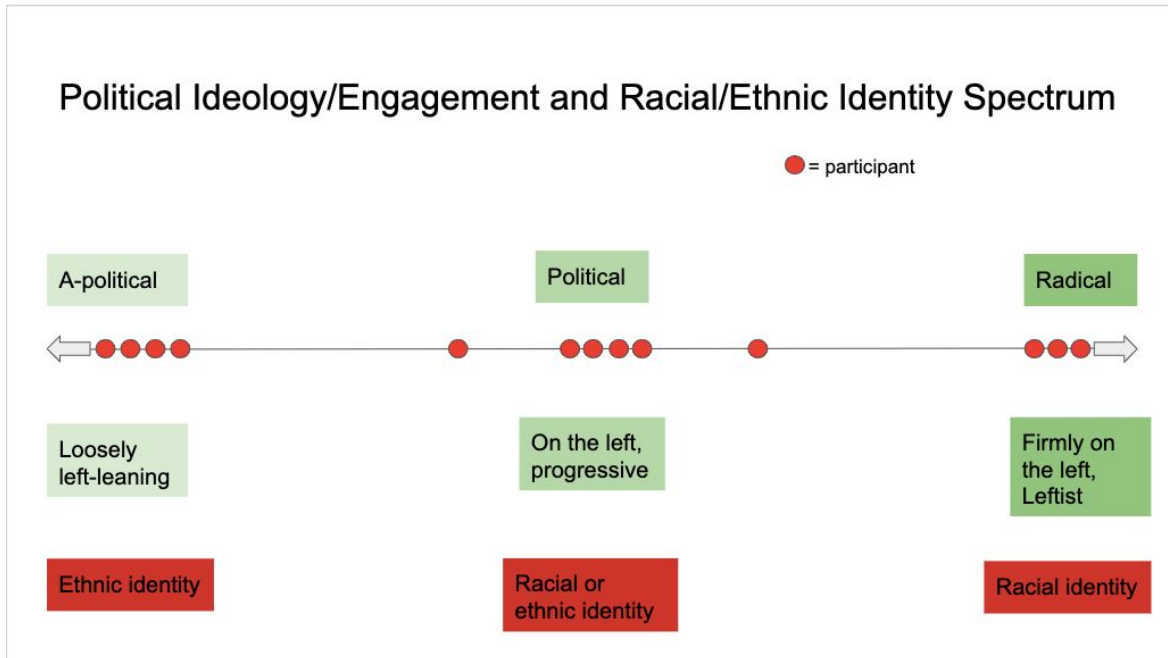 Political Ideology/Engagement and Racial/Ethnic Identity Spectrum
= participant
A-political
Political
Radical
Loosely
left-leaning
On the left,
progressive
Firmly on
the left,
Leftist
Ethnic identity
Racial or
ethnic identity
Racial identity